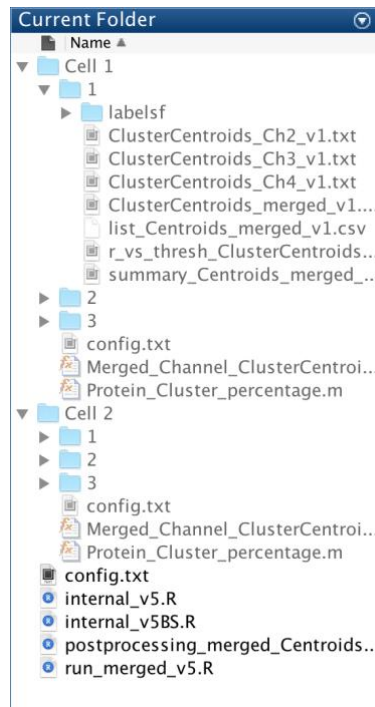 Current Folder
Name
Cell 1
1
labelsf
ClusterCentroids_Ch2_v1.txt
ClusterCentroids_Ch3_v1.txt
ClusterCentroids_Ch4_v1.txt
ClusterCentroids_merged_v1...
list_Centroids_merged_v1.csv
r_vs_thresh_ClusterCentroids...
summary_Centroids_merged_...
2
3
config.txt
Merged_Channel_ClusterCentroi...
Protein_Cluster_percentage.m
Cell 2
1
2
3
config.txt
Merged_Channel_ClusterCentroi...
Protein_Cluster_percentage.m
config.txt
internal_v5.R
internal_v5BS.R
postprocessing_merged_Centroids...
run_merged_v5.R